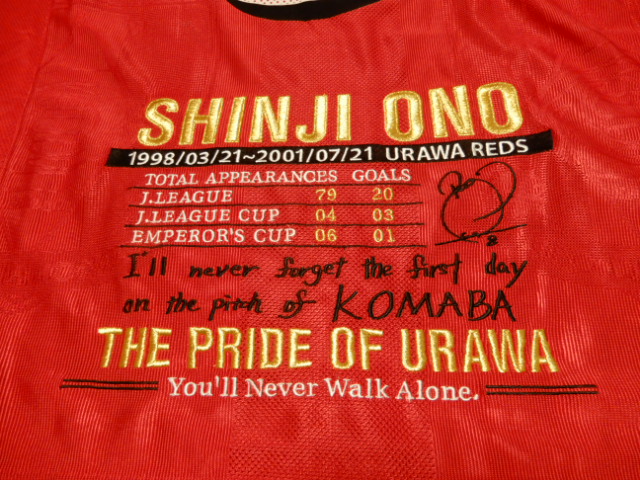 SHINJI ONO
1998/03/21~2001/07/21 URAWA REDS
TOTAL APPEARANCES GOALS
J.LEAGUE 79 20
J.LEAGUE CUP 04 03
EMPEROR'S CUP 06 01
8
I'll never forget the first day
on the pitch of KOMABA
THE PRIDE OF URAWA
You'll Never Walk Alone.